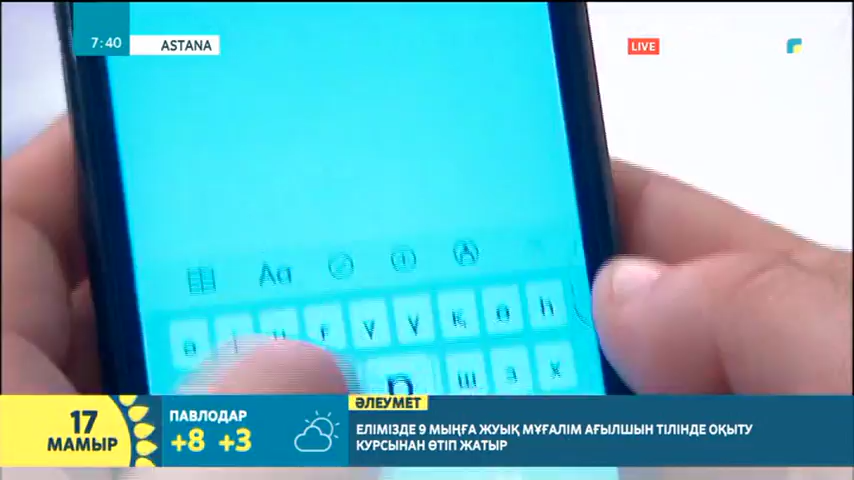 7:40
ASTANA
LIVE
Aa
ә і ң ғ ү ұ қ ө һ
р ш з х
17
МАМЫР
ПАВЛОДАР
+8 +3
ӘЛЕУМЕТ
ЕЛІМІЗДЕ 9 МЫҢҒА ЖУЫҚ МҰҒАЛІМ АҒЫЛШЫН ТІЛІНДЕ ОҚЫТУ
КУРСЫНАН ӨТІП ЖАТЫР